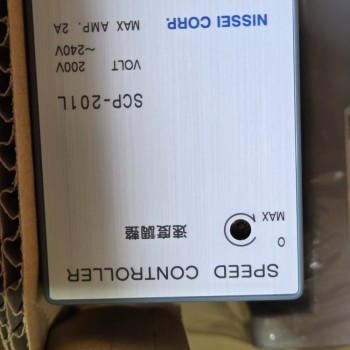 SPEED CONTROLLER
0
MAX
速度調整
SCP-201L
VOLT 200V
～240V
MAX AMP. 2A
NISSEI CORP.